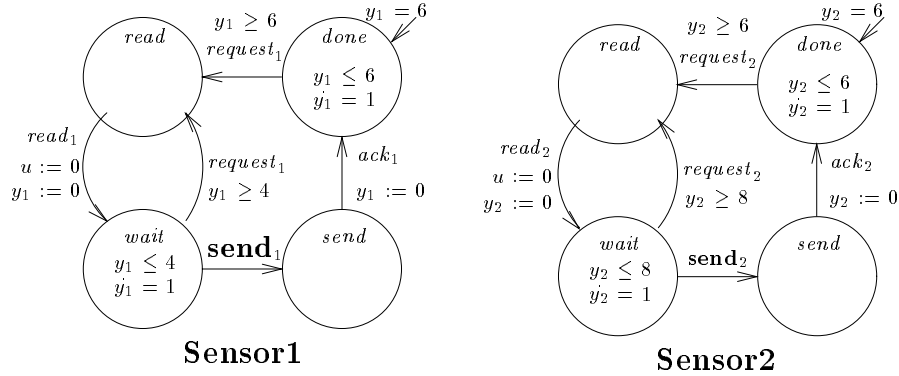 y₁ = 6
y₁ ≥ 6
read
done
request₁
y₁ ≤ 6
ẏ₁ = 1
read₁
u := 0
y₁ := 0
request₁
y₁ ≥ 4
ack₁
y₁ := 0
wait
y₁ ≤ 4
ẏ₁ = 1
send₁
send
Sensor1
y₂ = 6
y₂ ≥ 6
read
done
request₂
y₂ ≤ 6
ẏ₂ = 1
read₂
u := 0
y₂ := 0
request₂
y₂ ≥ 8
ack₂
y₂ := 0
wait
y₂ ≤ 8
ẏ₂ = 1
send₂
send
Sensor2